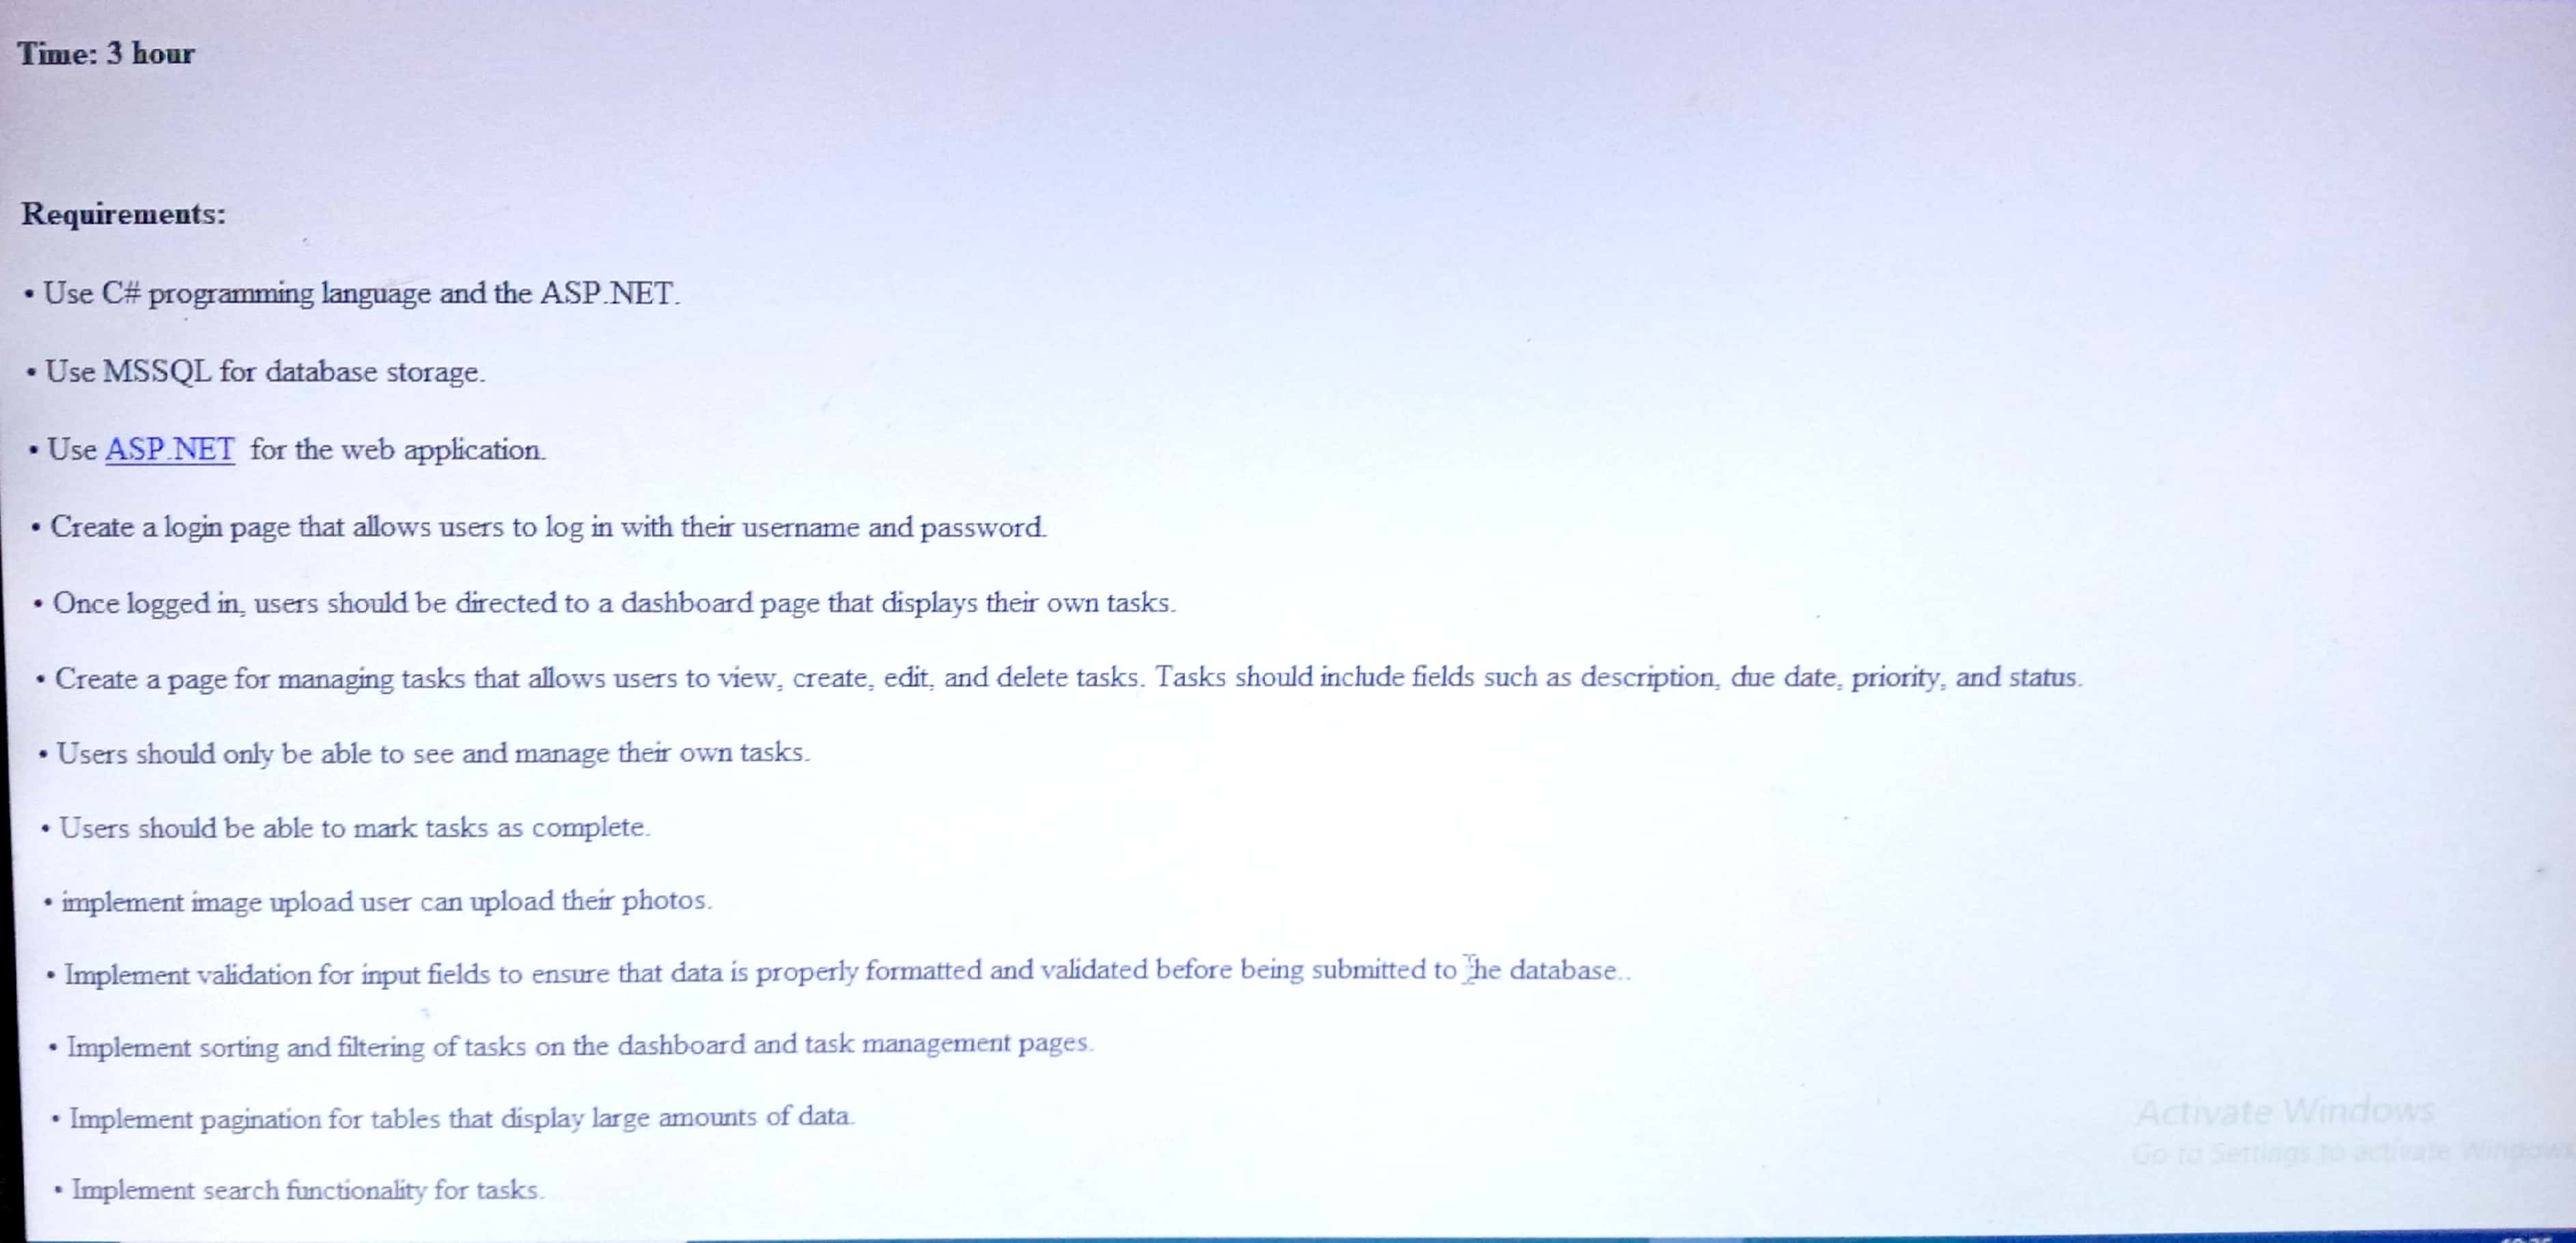 Time: 3 hour
Requirements:
• Use C# programming language and the ASP.NET.
• Use MSSQL for database storage.
• Use ASP.NET for the web application.
• Create a login page that allows users to log in with their username and password.
• Once logged in, users should be directed to a dashboard page that displays their own tasks.
• Create a page for managing tasks that allows users to view, create, edit, and delete tasks. Tasks should include fields such as description, due date, priority, and status.
• Users should only be able to see and manage their own tasks.
• Users should be able to mark tasks as complete.
• implement image upload user can upload their photos.
• Implement validation for input fields to ensure that data is properly formatted and validated before being submitted to the database..
• Implement sorting and filtering of tasks on the dashboard and task management pages.
• Implement pagination for tables that display large amounts of data.
• Implement search functionality for tasks.
Activate Windows
Go to Settings to activate Windows